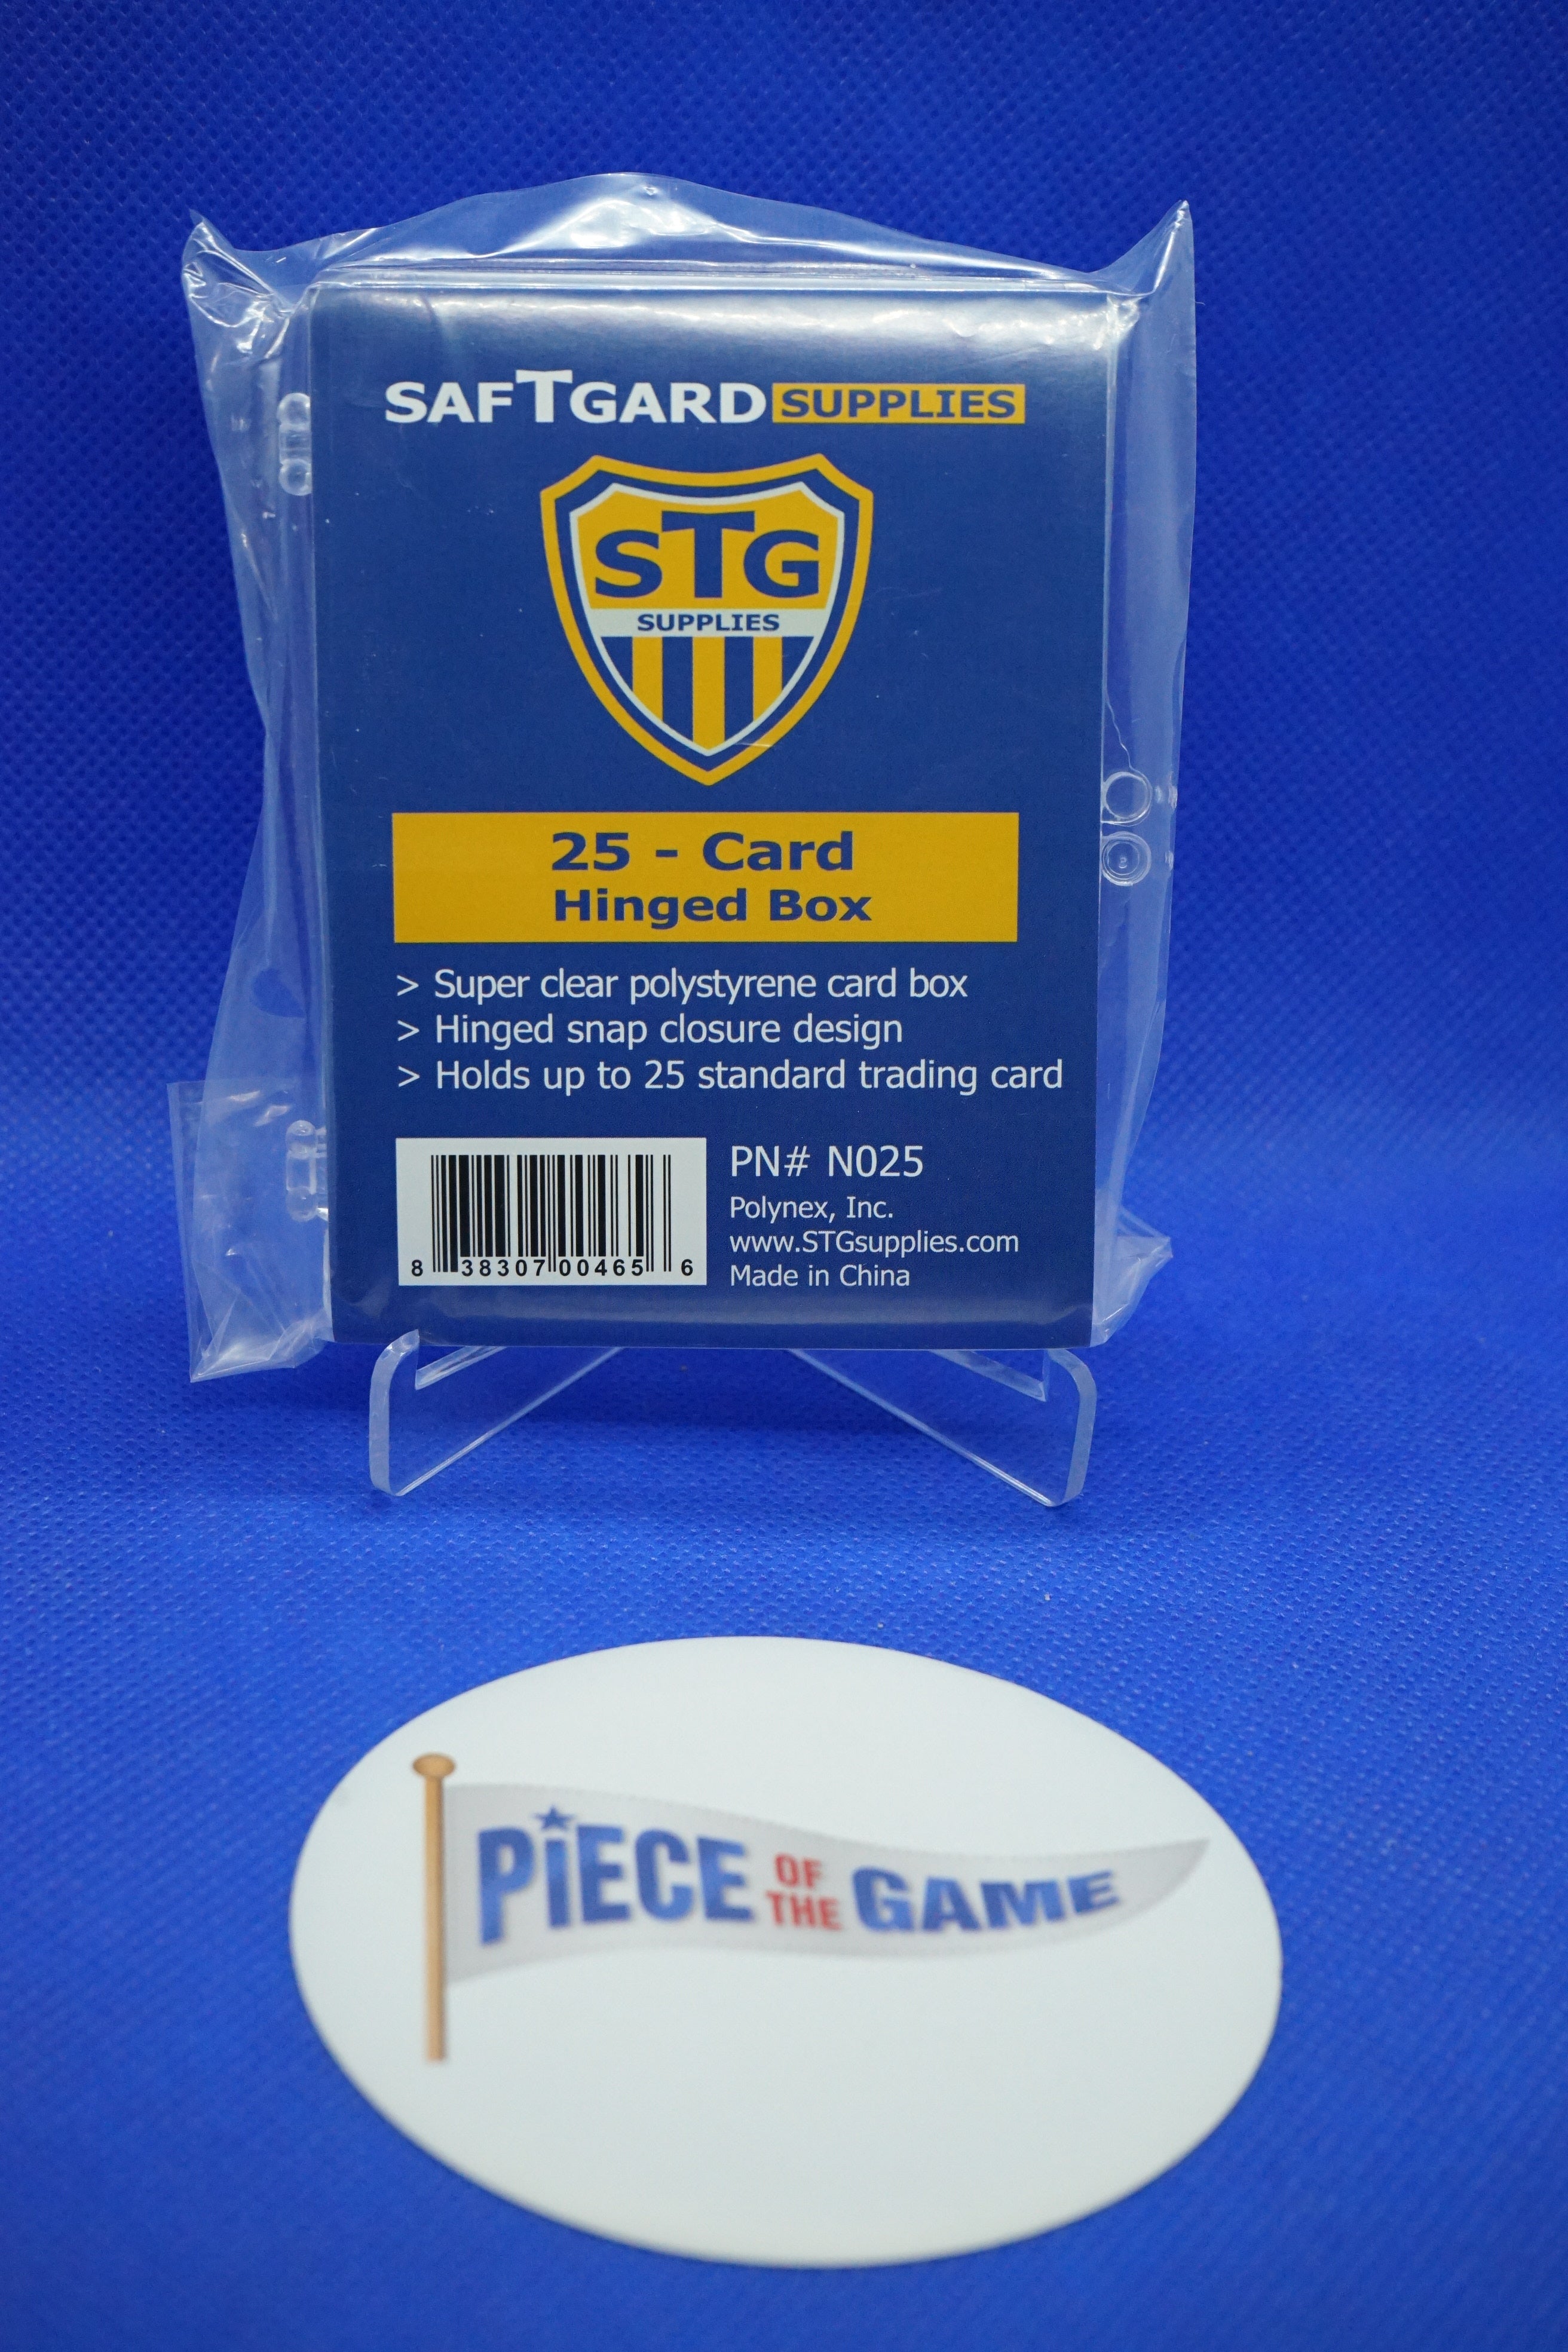 SAFTGARD SUPPLIES
STG
SUPPLIES
25 - Card
Hinged Box
> Super clear polystyrene card box
> Hinged snap closure design
> Holds up to 25 standard trading card
PN# N025
Polynex, Inc.
www.STGsupplies.com
Made in China
8 38307 00465 6
PiECE OF THE GAME